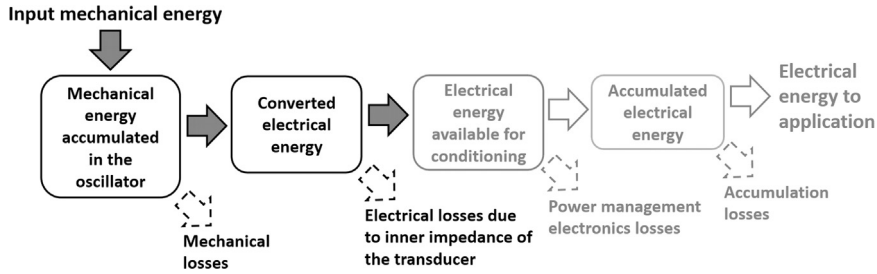 Input mechanical energy
Mechanical
energy
accumulated
in the
oscillator
Converted
electrical
energy
Electrical
energy
available for
conditioning
Accumulated
electrical
energy
Electrical
energy to
application
Mechanical
losses
Electrical losses due
to inner impedance of
the transducer
Power management
electronics losses
Accumulation
losses